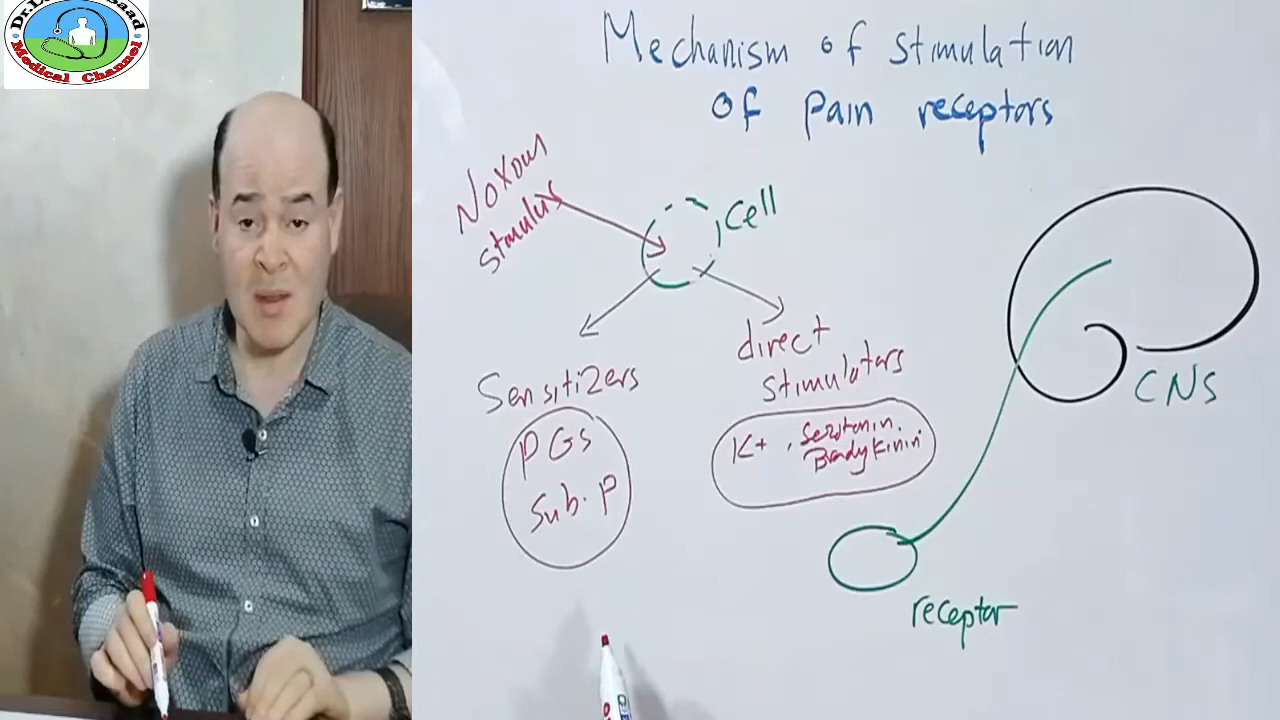 Medical Channel
Mechanism of stimulation
of pain receptors
Noxous
stimulus
Cell
Sensitizers
PGs
Sub. P
direct
stimulators
K+, Serotonin.
Bradykinin.
CNS
receptor